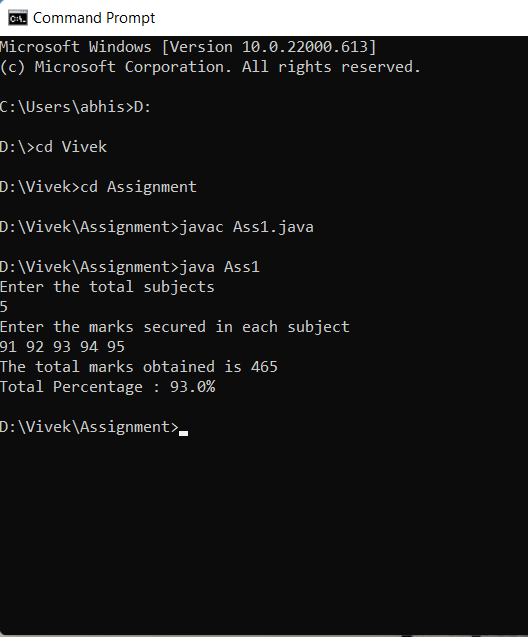 Command Prompt
Microsoft Windows [Version 10.0.22000.613]
(c) Microsoft Corporation. All rights reserved.
C:\Users\abhis>D:
D:\>cd Vivek
D:\Vivek>cd Assignment
D:\Vivek\Assignment>javac Ass1.java
D:\Vivek\Assignment>java Ass1
Enter the total subjects
5
Enter the marks secured in each subject
91 92 93 94 95
The total marks obtained is 465
Total Percentage : 93.0%
D:\Vivek\Assignment>